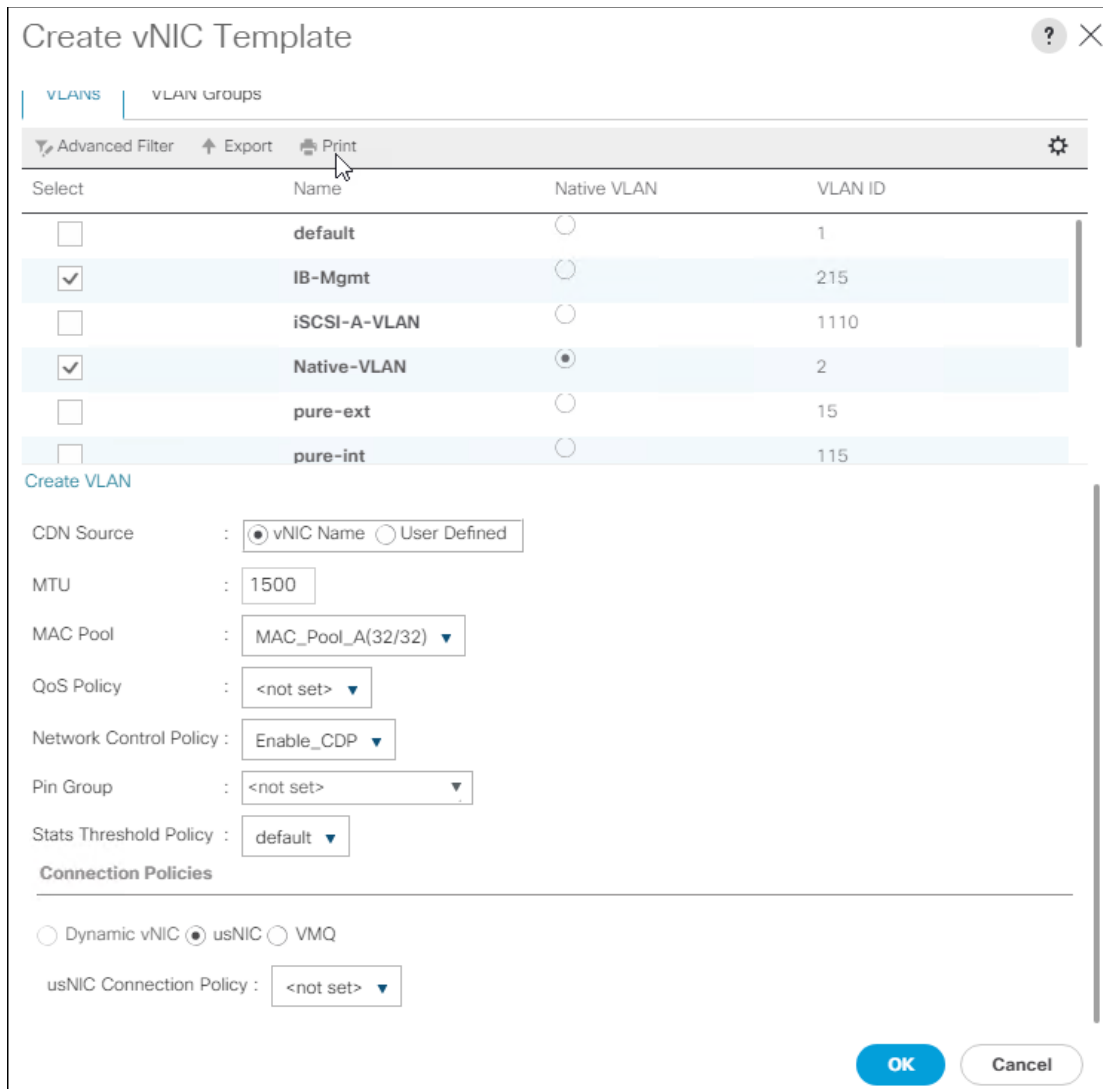 Create vNIC Template ?
VLANs VLAN Groups
Advanced Filter Export Print
Select Name Native VLAN VLAN ID
default 1
IB-Mgmt 215
iSCSI-A-VLAN 1110
Native-VLAN 2
pure-ext 15
pure-int 115
Create VLAN
CDN Source : vNIC Name User Defined
MTU : 1500
MAC Pool : MAC_Pool_A(32/32)
QoS Policy : <not set>
Network Control Policy : Enable_CDP
Pin Group : <not set>
Stats Threshold Policy : default
Connection Policies
Dynamic vNIC usNIC VMQ
usNIC Connection Policy : <not set>
OK Cancel